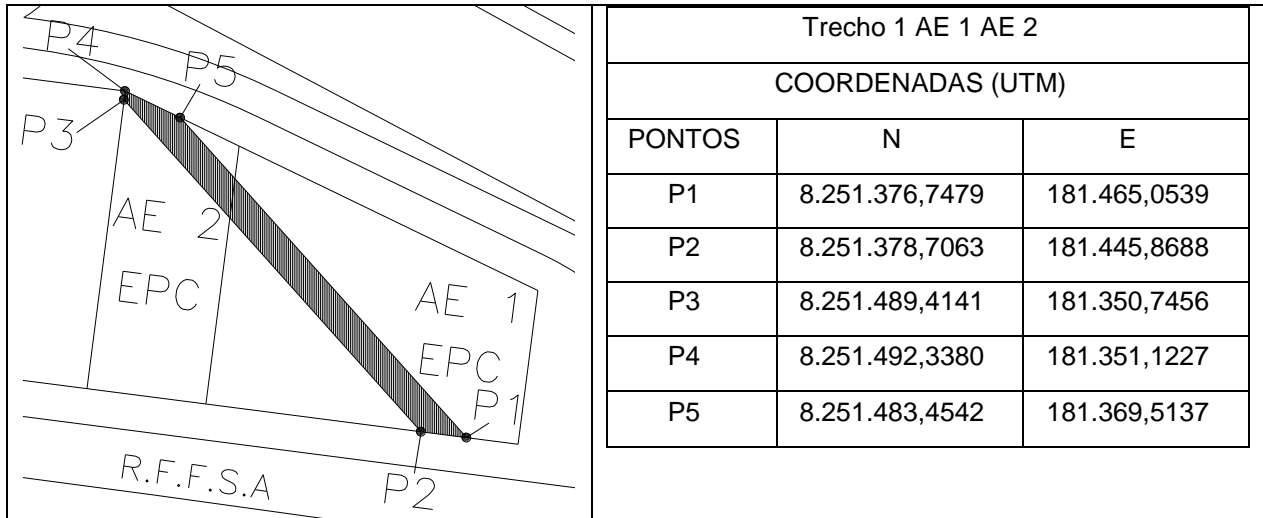 P4
P5
P3
AE 2
EPC
AE 1
EPC
P1
R.F.F.S.A
P2
Trecho 1 AE 1 AE 2
COORDENADAS (UTM)
PONTOS N E
P1 8.251.376,7479 181.465,0539
P2 8.251.378,7063 181.445,8688
P3 8.251.489,4141 181.350,7456
P4 8.251.492,3380 181.351,1227
P5 8.251.483,4542 181.369,5137